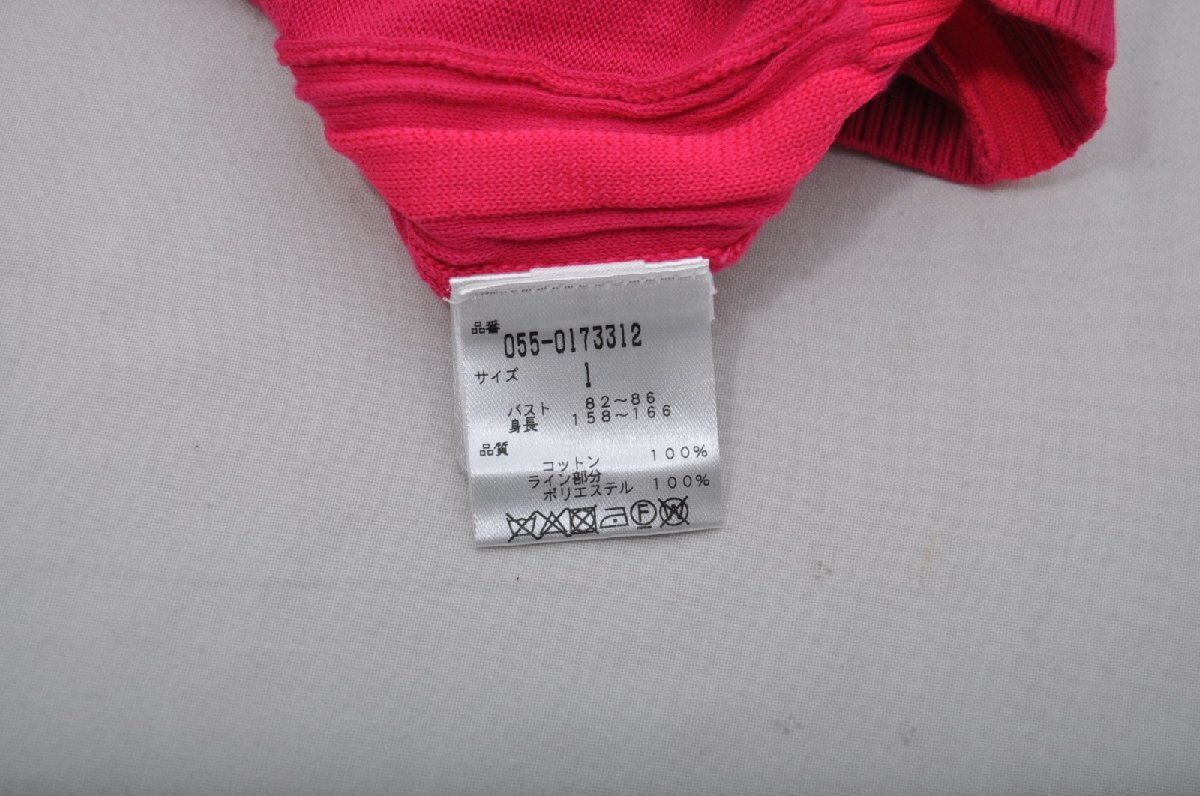 品番 055-0173312
サイズ 1
バスト 82~86
身長 158~166
品質
コットン 100%
ライン部分
ポリエステル 100%
F W